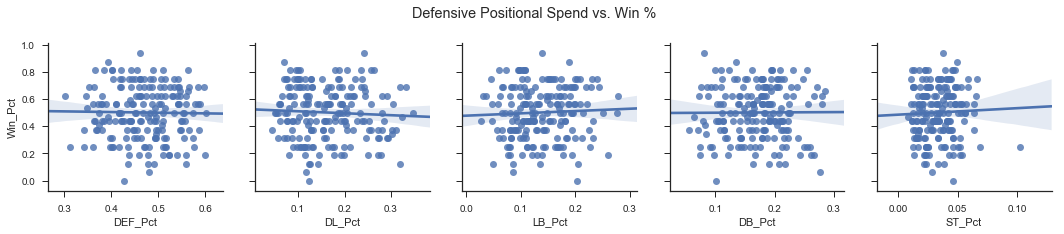 Defensive Positional Spend vs. Win %
Win_Pct
1.0
0.8
0.6
0.4
0.2
0.0
0.3 0.4 0.5 0.6
DEF_Pct
0.1 0.2 0.3
DL_Pct
0.0 0.1 0.2 0.3
LB_Pct
0.1 0.2 0.3
DB_Pct
0.00 0.05 0.10
ST_Pct